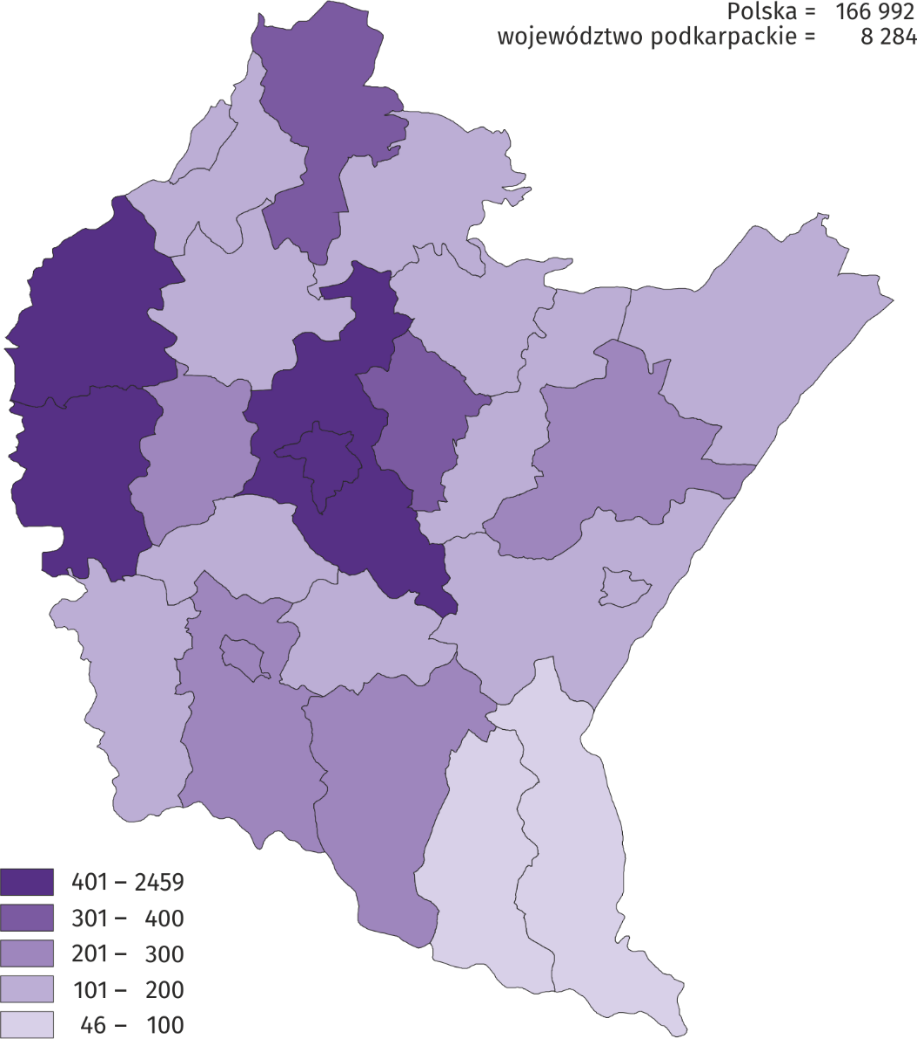 Polska = 166 992
województwo podkarpackie = 8 284
401 – 2459
301 – 400
201 – 300
101 – 200
46 – 100